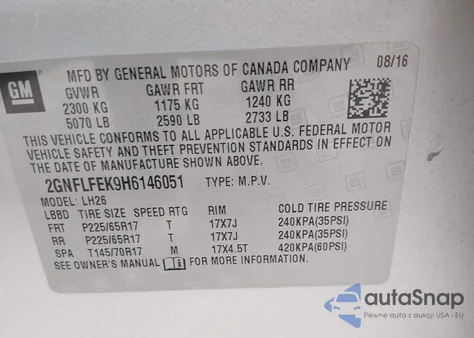 GM
MFD BY GENERAL MOTORS OF CANADA COMPANY 08/16
GVWR GAWR FRT GAWR RR
2300 KG 1175 KG 1240 KG
5070 LB 2590 LB 2733 LB
THIS VEHICLE CONFORMS TO ALL APPLICABLE U.S. FEDERAL MOTOR
VEHICLE SAFETY AND THEFT PREVENTION STANDARDS IN EFFECT ON
THE DATE OF MANUFACTURE SHOWN ABOVE.
2GNFLFEK9H6146051 TYPE: M.P.V.
MODEL: LH26
LBBD TIRE SIZE SPEED RTG RIM COLD TIRE PRESSURE
FRT P225/65R17 T 17X7J 240KPA(35PSI)
RR P225/65R17 T 17X7J 240KPA(35PSI)
SPA T145/70R17 M 17X4.5T 420KPA(60PSI)
SEE OWNER'S MANUAL FOR MORE INFORMATION.
autoSnap
Pewne auta z aukcji USA i EU